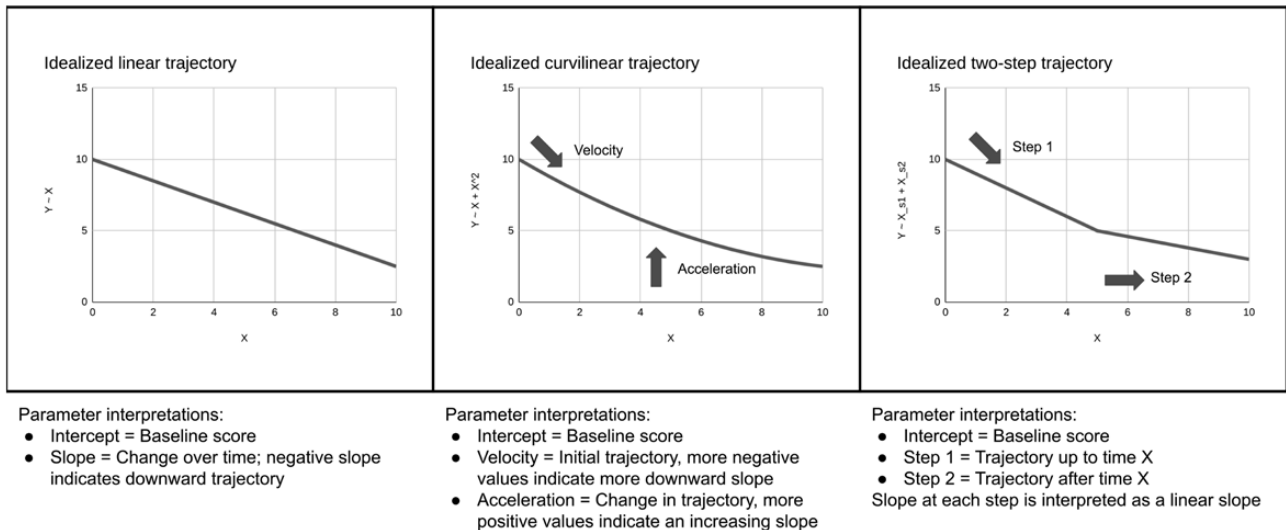 Idealized linear trajectory
15
10
5
0
Y ~ X
0 2 4 6 8 10
X
Idealized curvilinear trajectory
15
10
5
0
Y ~ X + X^2
Velocity
Acceleration
0 2 4 6 8 10
X
Idealized two-step trajectory
15
10
5
0
Y ~ X_s1 + X_s2
Step 1
Step 2
0 2 4 6 8 10
X
Parameter interpretations:
● Intercept = Baseline score
● Slope = Change over time; negative slope
indicates downward trajectory
Parameter interpretations:
● Intercept = Baseline score
● Velocity = Initial trajectory, more negative
values indicate more downward slope
● Acceleration = Change in trajectory, more
positive values indicate an increasing slope
Parameter interpretations:
● Intercept = Baseline score
● Step 1 = Trajectory up to time X
● Step 2 = Trajectory after time X
Slope at each step is interpreted as a linear slope